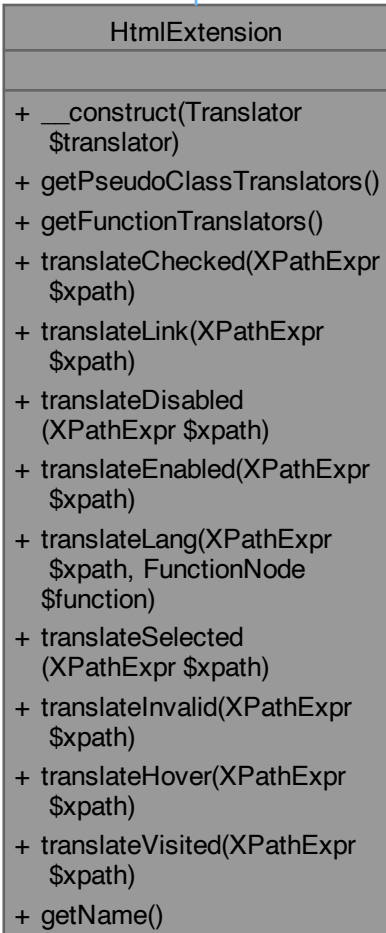 HtmlExtension
+ __construct(Translator
$translator)
+ getPseudoClassTranslators()
+ getFunctionTranslators()
+ translateChecked(XPathExpr
$xpath)
+ translateLink(XPathExpr
$xpath)
+ translateDisabled
(XPathExpr $xpath)
+ translateEnabled(XPathExpr
$xpath)
+ translateLang(XPathExpr
$xpath, FunctionNode
$function)
+ translateSelected
(XPathExpr $xpath)
+ translateInvalid(XPathExpr
$xpath)
+ translateHover(XPathExpr
$xpath)
+ translateVisited(XPathExpr
$xpath)
+ getName()